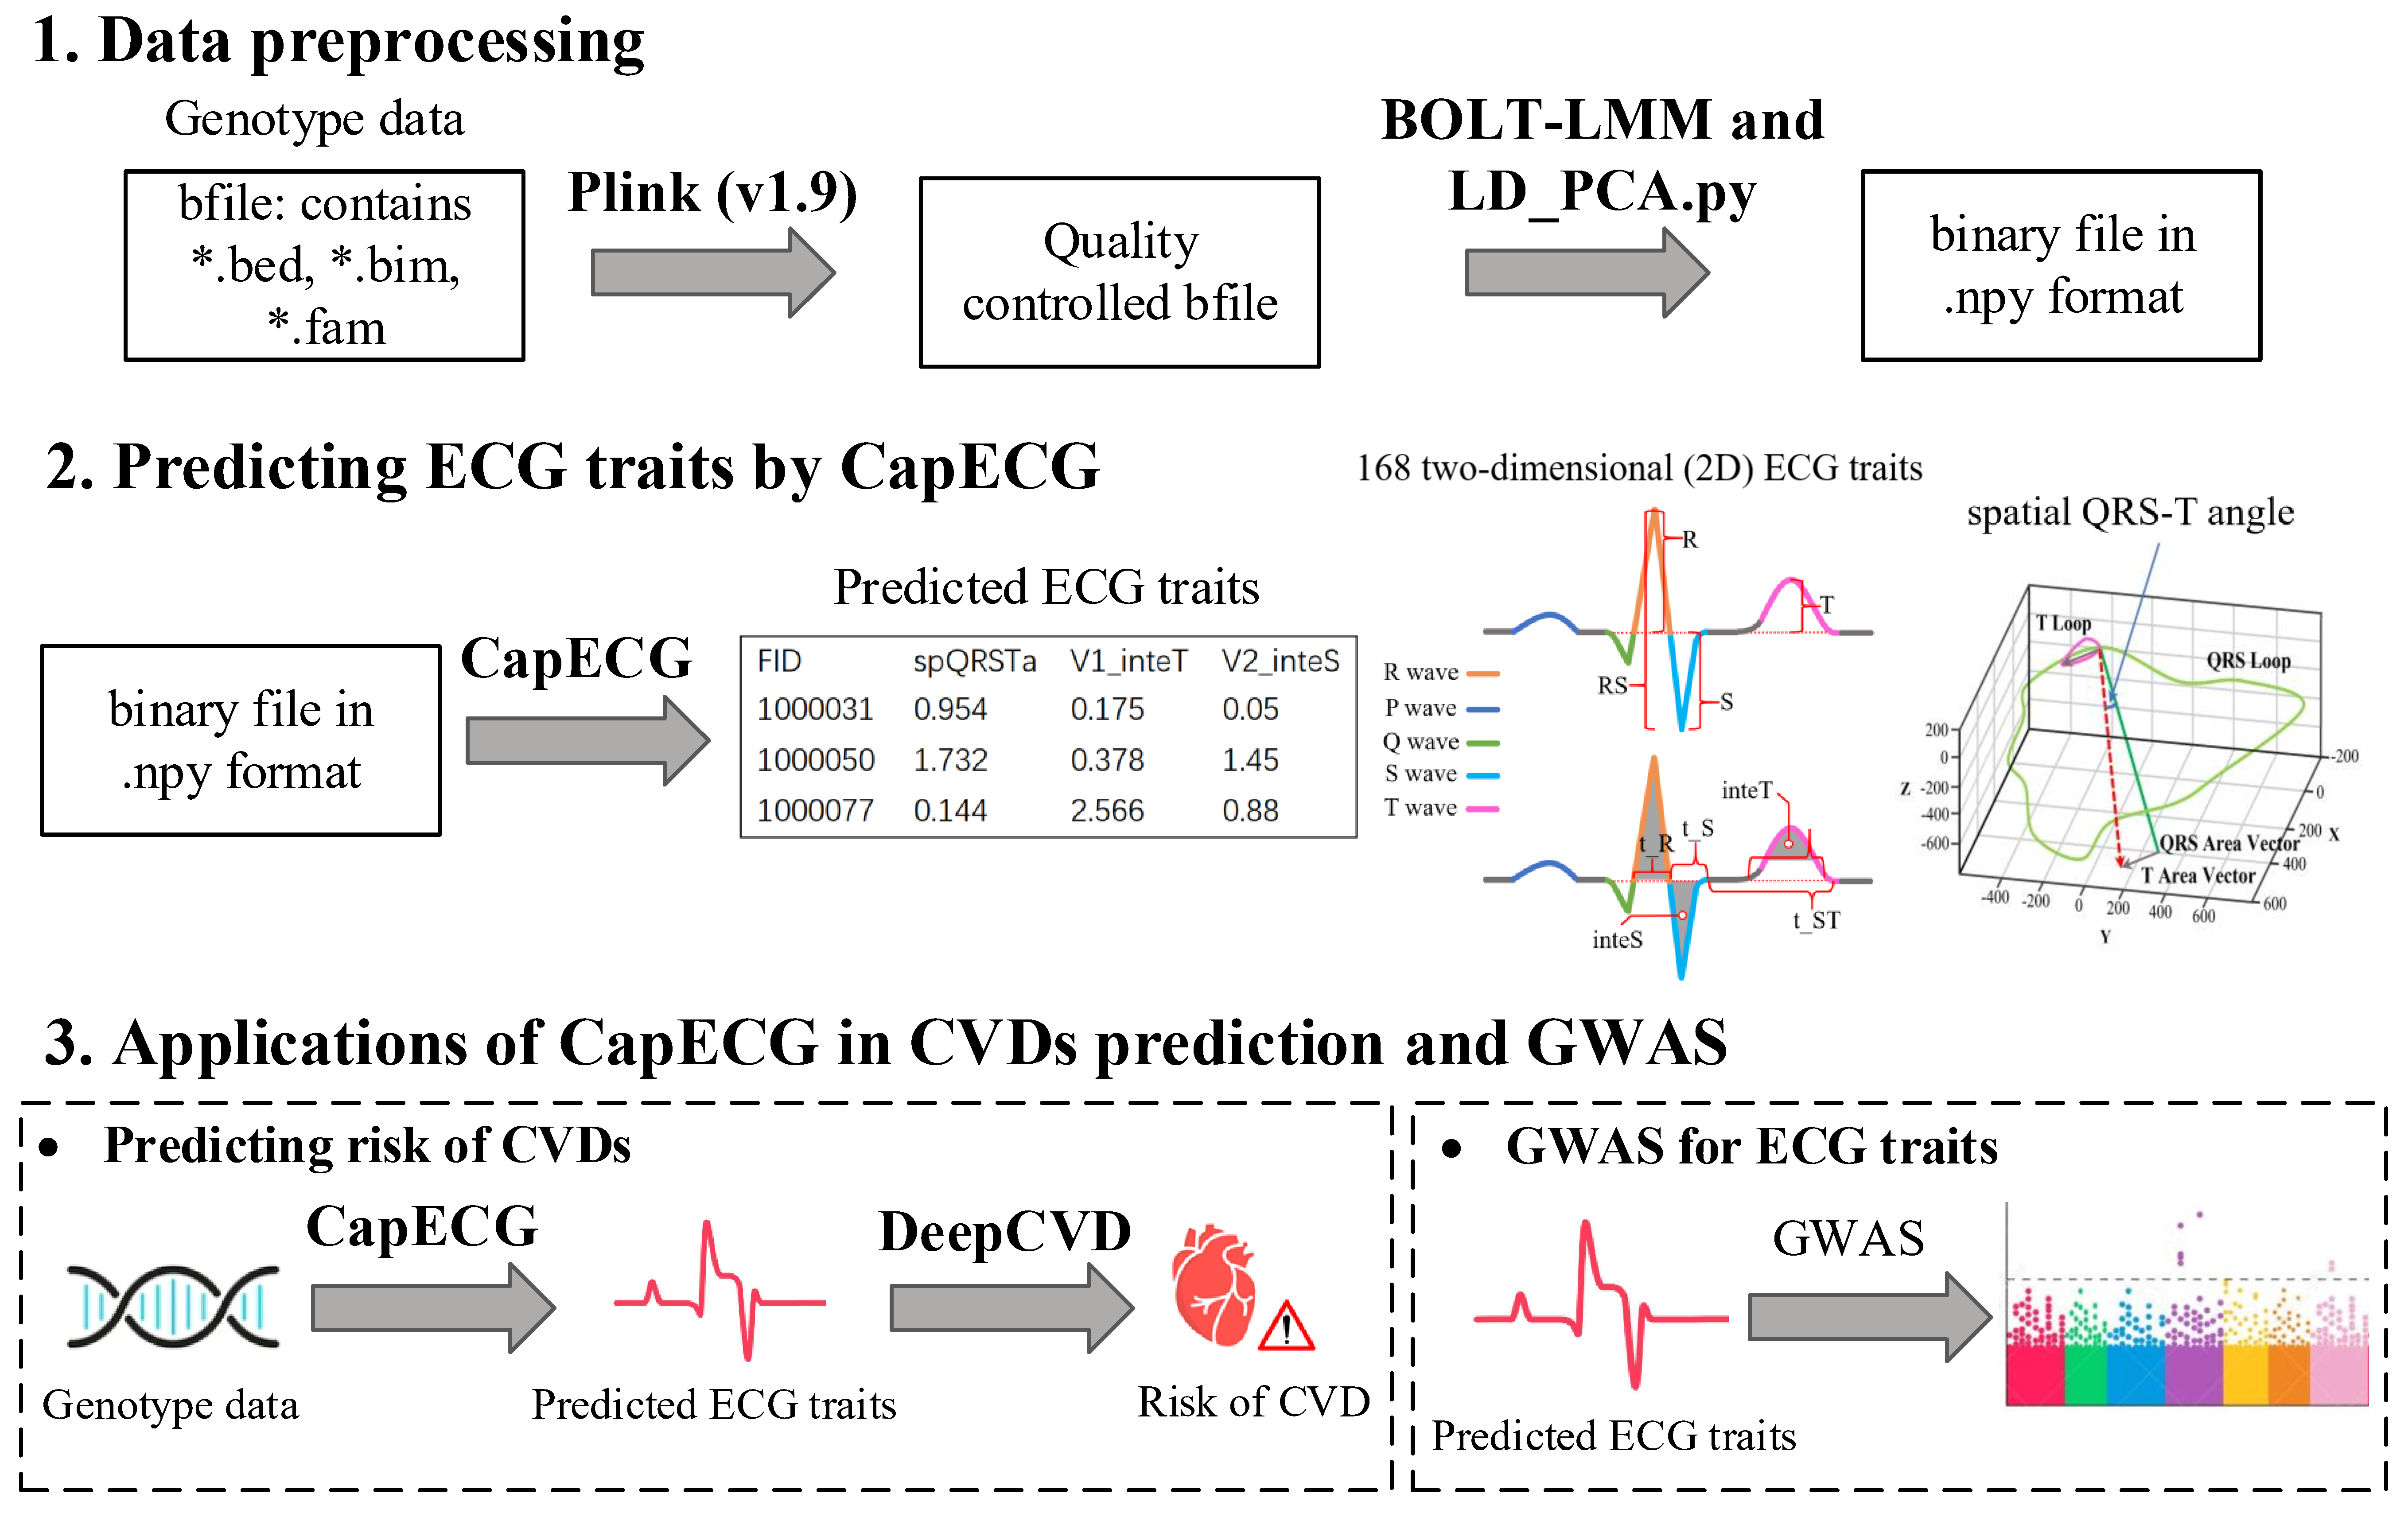 1. Data preprocessing
Genotype data
bfile: contains
*.bed, *.bim,
*.fam
Plink (v1.9)
Quality
controlled bfile
BOLT-LMM and
LD_PCA.py
binary file in
.npy format
2. Predicting ECG traits by CapECG
binary file in
.npy format
CapECG
Predicted ECG traits
FID spQRSTa V1_inteT V2_inteS
1000031 0.954 0.175 0.05
1000050 1.732 0.378 1.45
1000077 0.144 2.566 0.88
168 two-dimensional (2D) ECG traits
R
T
RS
S
R wave
P wave
Q wave
S wave
T wave
inteT
t_S
t_R
t_ST
inteS
spatial QRS-T angle
T Loop
QRS Loop
QRS Area Vector
T Area Vector
200
0
-200
-400
-600
Z
-400 -200 0 200 400 600
Y
-200
0
200
400
600
X
3. Applications of CapECG in CVDs prediction and GWAS
• Predicting risk of CVDs
CapECG
DeepCVD
Genotype data
Predicted ECG traits
Risk of CVD
• GWAS for ECG traits
GWAS
Predicted ECG traits